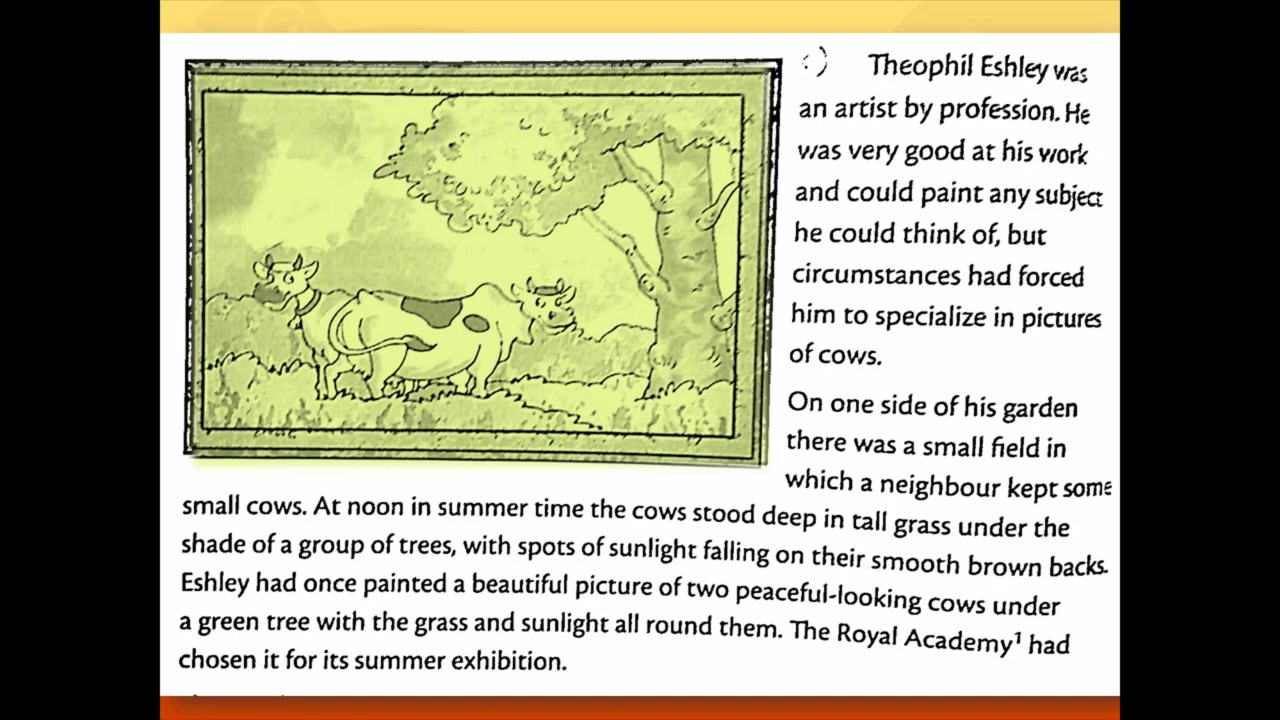 Theophil Eshley was
an artist by profession. He
was very good at his work
and could paint any subject
he could think of, but
circumstances had forced
him to specialize in pictures
of cows.
On one side of his garden
there was a small field in
which a neighbour kept some
small cows. At noon in summer time the cows stood deep in tall grass under the
shade of a group of trees, with spots of sunlight falling on their smooth brown backs.
Eshley had once painted a beautiful picture of two peaceful-looking cows under
a green tree with the grass and sunlight all round them. The Royal Academy¹ had
chosen it for its summer exhibition.